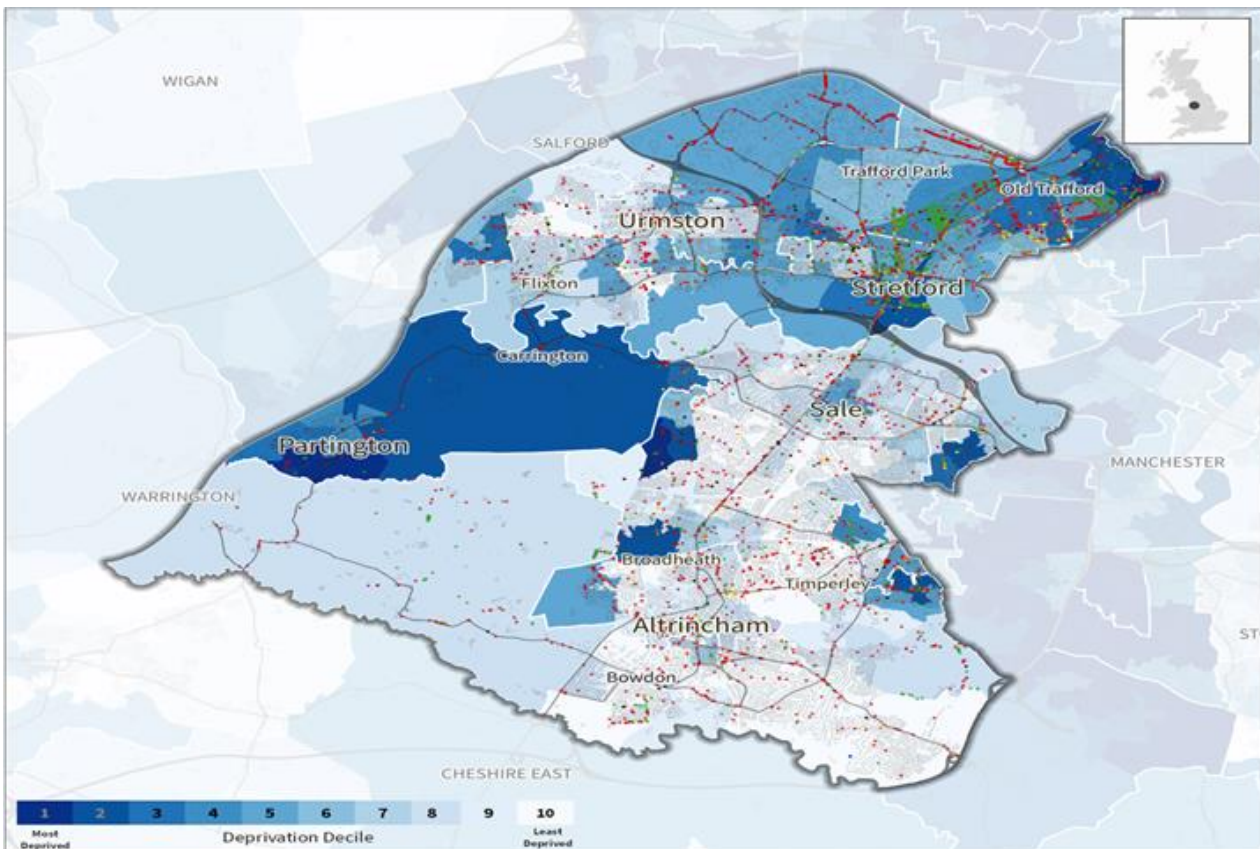 WIGAN
SALFORD
Trafford Park
Old Trafford
Urmston
Flixton
Stretford
Carrington
Sale
Partington
MANCHESTER
WARRINGTON
Broadheath
Timperley
Altrincham
ST
Bowdon
CHESHIRE EAST
1 2 3 4 5 6 7 8 9 10
Most Deprived
Deprivation Decile
Least Deprived